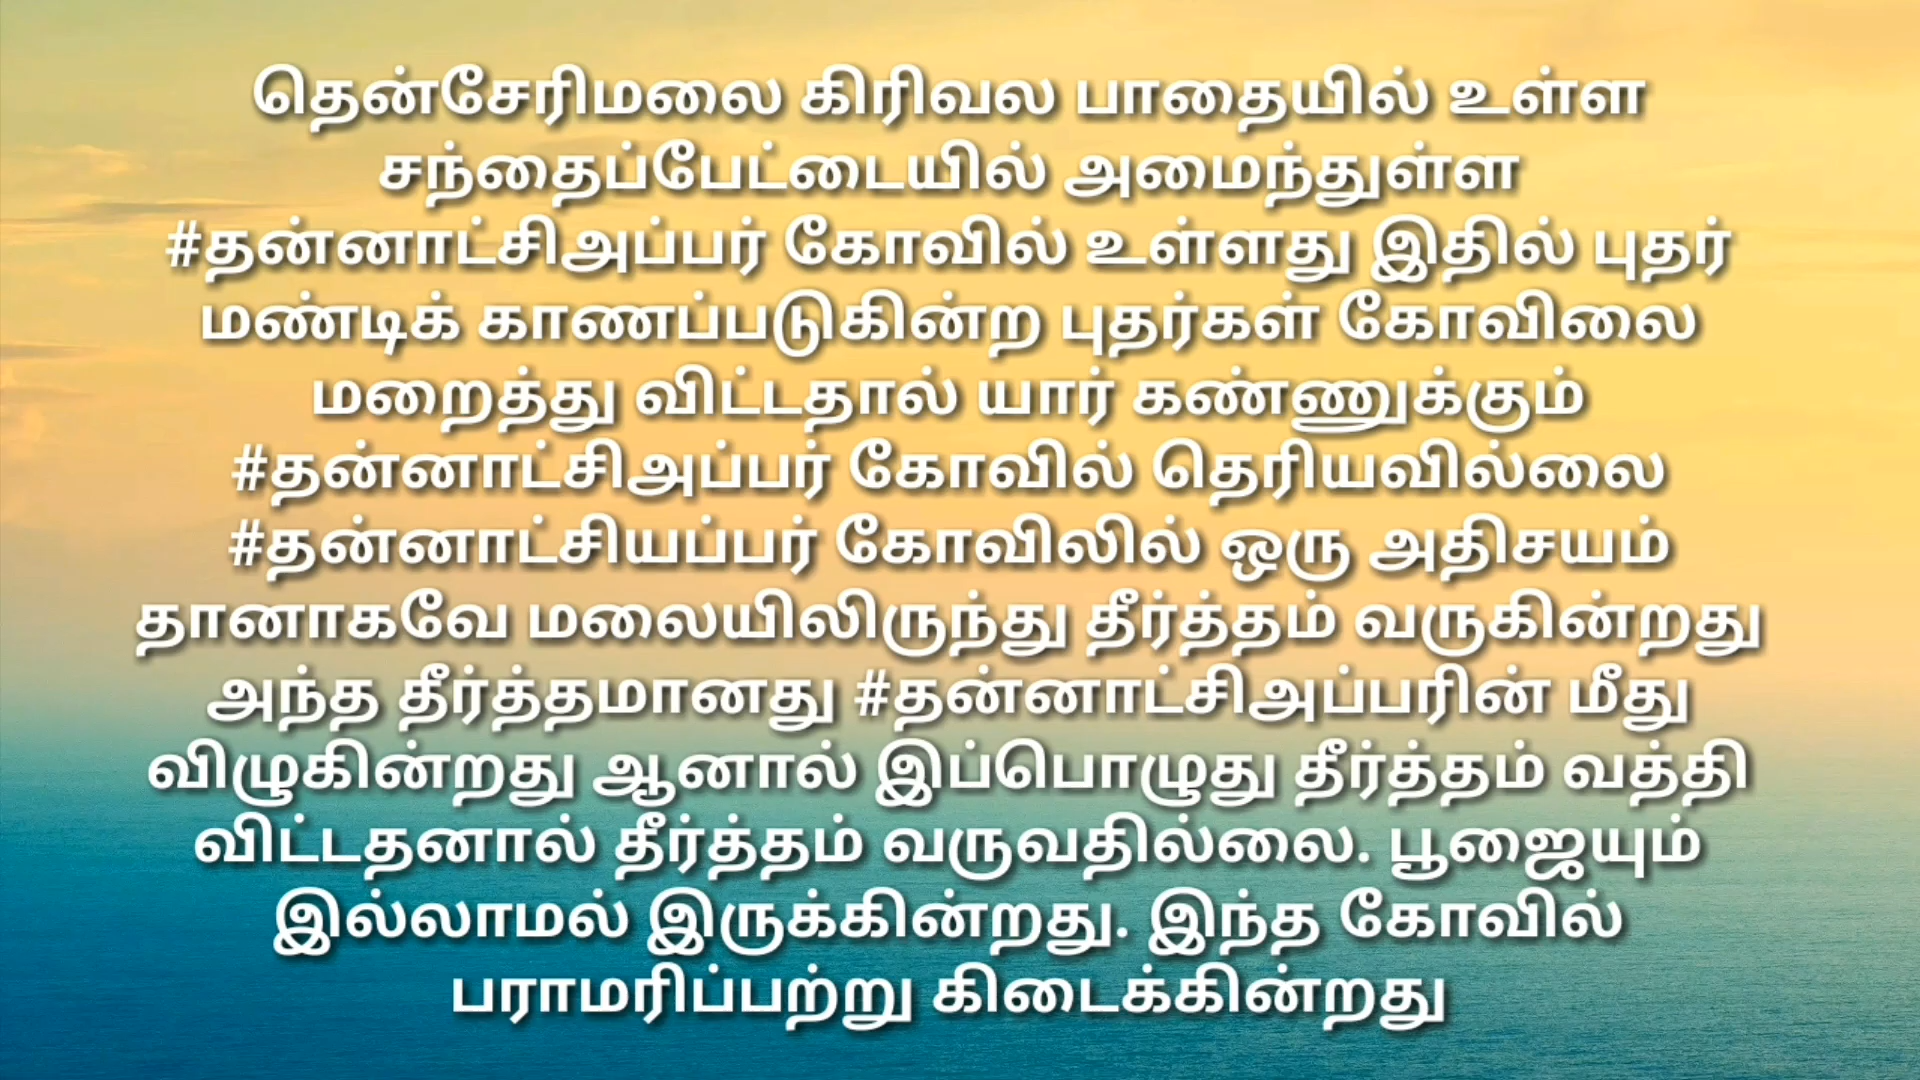 தென்சேரிமலை கிரிவல பாதையில் உள்ள
சந்தைப்பேட்டையில் அமைந்துள்ள
#தன்னாட்சிஅப்பர் கோவில் உள்ளது இதில் புதர்
மண்டிக் காணப்படுகின்ற புதர்கள் கோவிலை
மறைத்து விட்டதால் யார் கண்ணுக்கும்
#தன்னாட்சிஅப்பர் கோவில் தெரியவில்லை
#தன்னாட்சியப்பர் கோவிலில் ஒரு அதிசயம்
தானாகவே மலையிலிருந்து தீர்த்தம் வருகின்றது
அந்த தீர்த்தமானது #தன்னாட்சிஅப்பரின் மீது
விழுகின்றது ஆனால் இப்பொழுது தீர்த்தம் வத்தி
விட்டதனால் தீர்த்தம் வருவதில்லை. பூஜையும்
இல்லாமல் இருக்கின்றது. இந்த கோவில்
பராமரிப்பற்று கிடைக்கின்றது